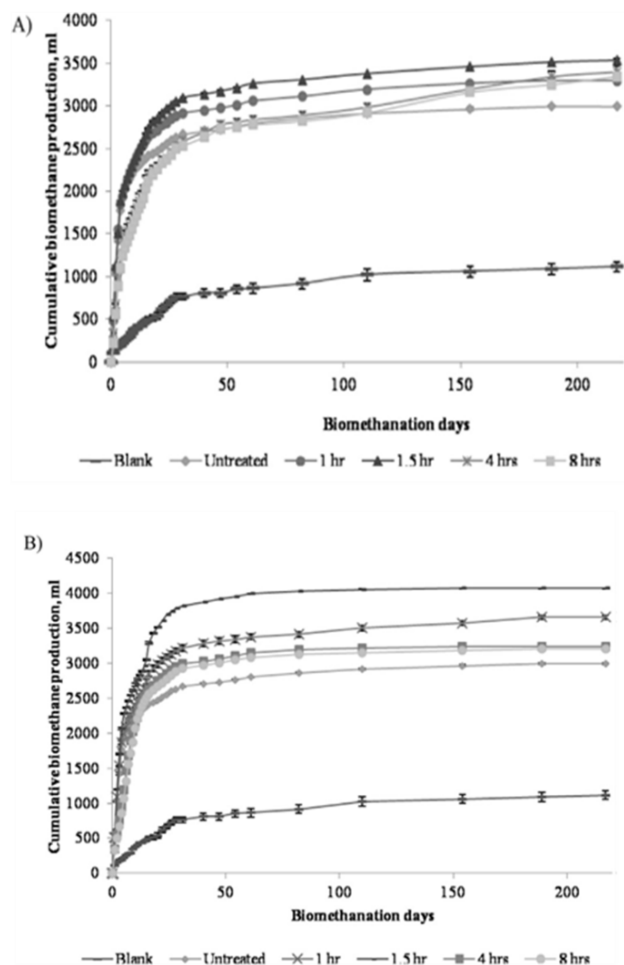 A)
Cumulative biomethane production, ml
4000
3500
3000
2500
2000
1500
1000
500
0
0 50 100 150 200
Biomethanation days
Blank Untreated 1 hr 1.5 hr 4 hrs 8 hrs
B)
Cumulative biomethane production, ml
4500
4000
3500
3000
2500
2000
1500
1000
500
0
0 50 100 150 200
Biomethanation days
Blank Untreated 1 hr 1.5 hr 4 hrs 8 hrs